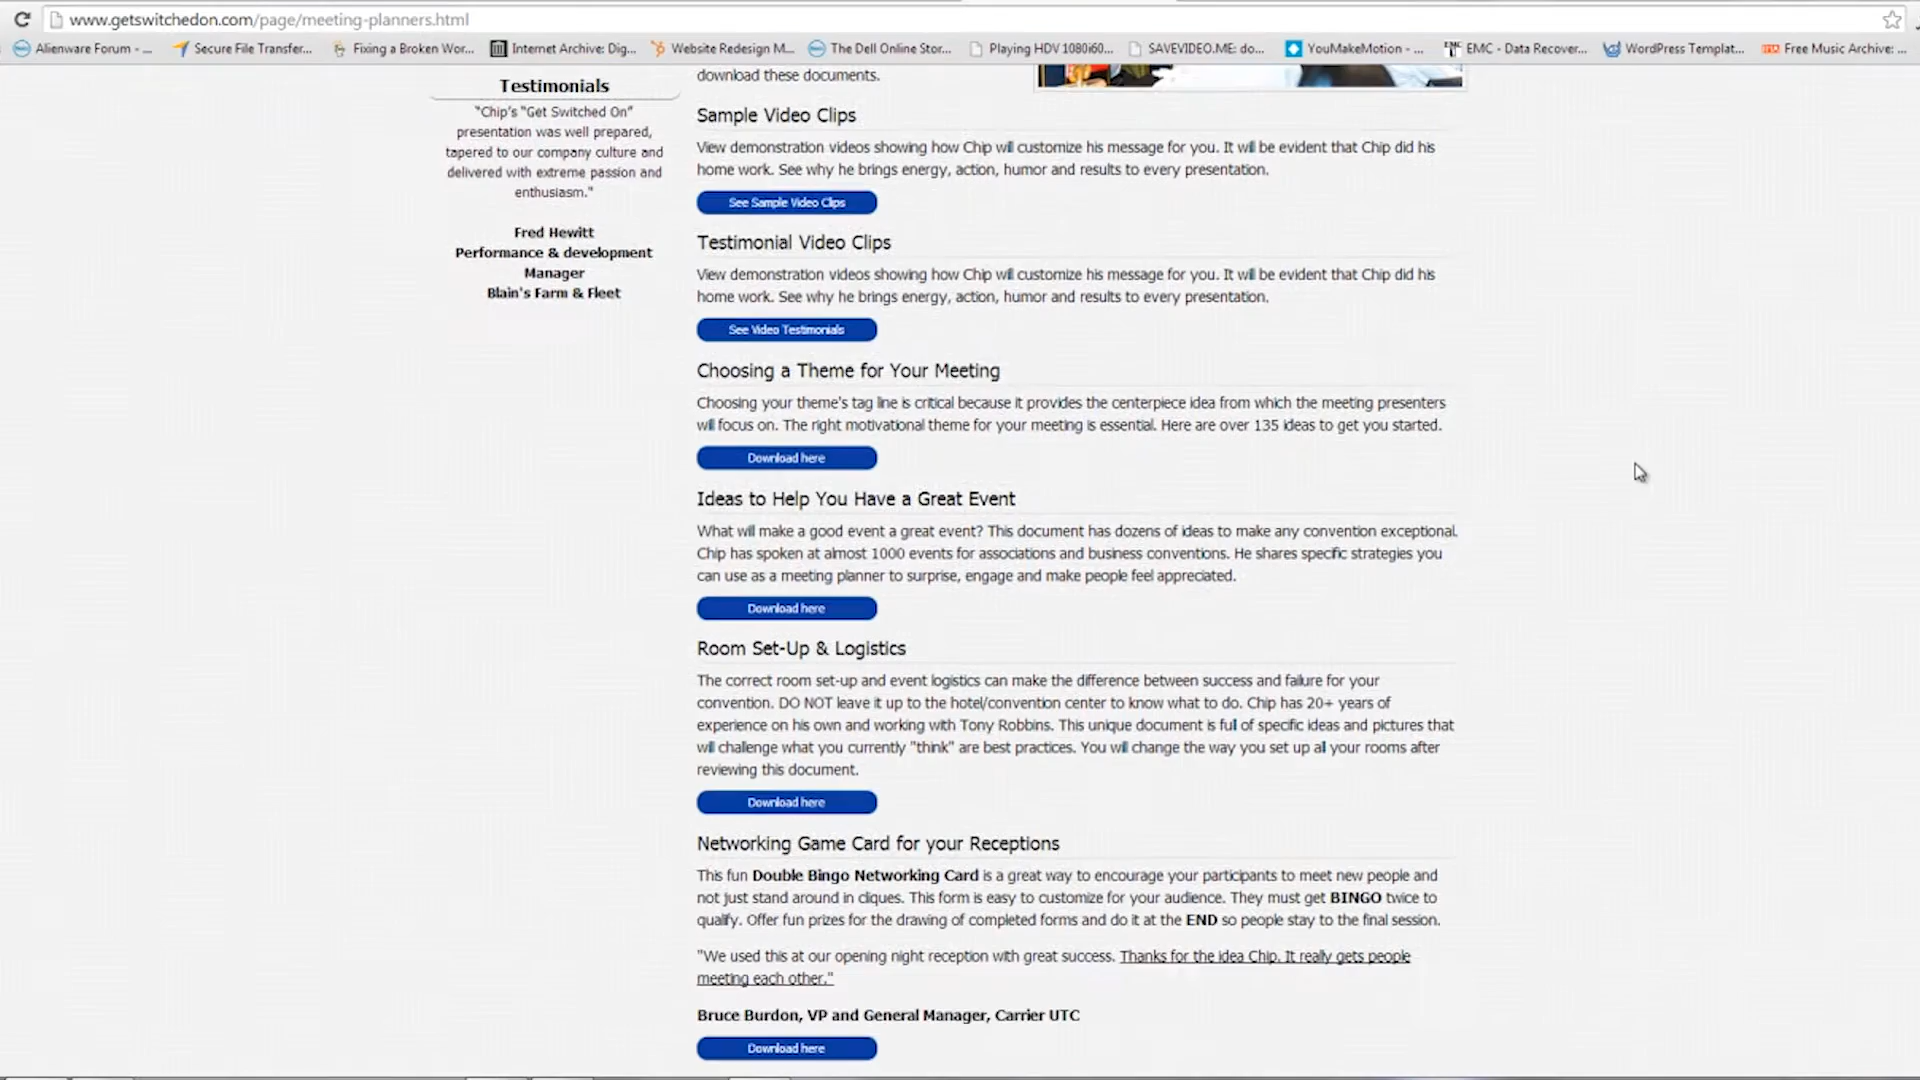 www.getswitchedon.com/page/meeting-planners.html
Alienware Forum - ...
Secure File Transfer...
Fixing a Broken Wor...
Internet Archive: Dig...
Website Redesign M...
The Dell Online Stor...
Playing HDV 1080i60...
SAVEVIDEO.ME: do...
YouMakeMotion - ...
EMC - Data Recover...
WordPress Templat...
Free Music Archive: ...
Testimonials
"Chip's "Get Switched On"
presentation was well prepared,
tapered to our company culture and
delivered with extreme passion and
enthusiasm."
Fred Hewitt
Performance & development
Manager
Blain's Farm & Fleet
download these documents.
Sample Video Clips
View demonstration videos showing how Chip will customize his message for you. It will be evident that Chip did his
home work. See why he brings energy, action, humor and results to every presentation.
See Sample Video Clips
Testimonial Video Clips
View demonstration videos showing how Chip will customize his message for you. It will be evident that Chip did his
home work. See why he brings energy, action, humor and results to every presentation.
See Video Testimonials
Choosing a Theme for Your Meeting
Choosing your theme's tag line is critical because it provides the centerpiece idea from which the meeting presenters
will focus on. The right motivational theme for your meeting is essential. Here are over 135 ideas to get you started.
Download here
Ideas to Help You Have a Great Event
What will make a good event a great event? This document has dozens of ideas to make any convention exceptional.
Chip has spoken at almost 1000 events for associations and business conventions. He shares specific strategies you
can use as a meeting planner to surprise, engage and make people feel appreciated.
Download here
Room Set-Up & Logistics
The correct room set-up and event logistics can make the difference between success and failure for your
convention. DO NOT leave it up to the hotel/convention center to know what to do. Chip has 20+ years of
experience on his own and working with Tony Robbins. This unique document is full of specific ideas and pictures that
will challenge what you currently "think" are best practices. You will change the way you set up all your rooms after
reviewing this document.
Download here
Networking Game Card for your Receptions
This fun Double Bingo Networking Card is a great way to encourage your participants to meet new people and
not just stand around in cliques. This form is easy to customize for your audience. They must get BINGO twice to
qualify. Offer fun prizes for the drawing of completed forms and do it at the END so people stay to the final session.
"We used this at our opening night reception with great success. Thanks for the idea Chip. It really gets people
meeting each other."
Bruce Burdon, VP and General Manager, Carrier UTC
Download here